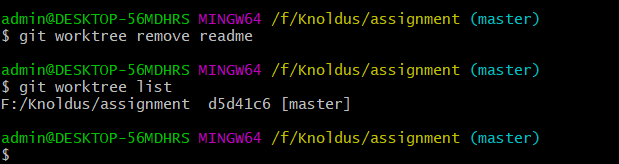 admin@DESKTOP-56MDHRS MINGW64 /f/Knoldus/assignment (master)
$ git worktree remove readme
admin@DESKTOP-56MDHRS MINGW64 /f/Knoldus/assignment (master)
$ git worktree list
F:/Knoldus/assignment  d5d41c6 [master]
admin@DESKTOP-56MDHRS MINGW64 /f/Knoldus/assignment (master)
$